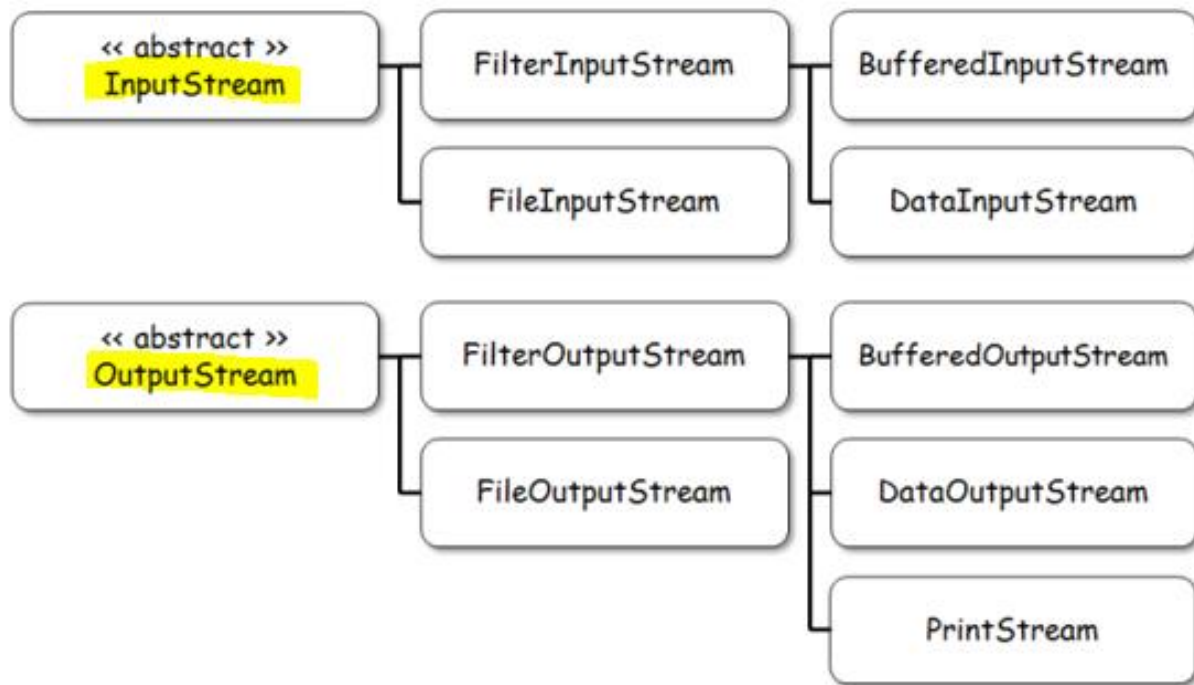 << abstract >>
InputStream
FilterInputStream
BufferedInputStream
FileInputStream
DataInputStream
<< abstract >>
OutputStream
FilterOutputStream
BufferedOutputStream
FileOutputStream
DataOutputStream
PrintStream